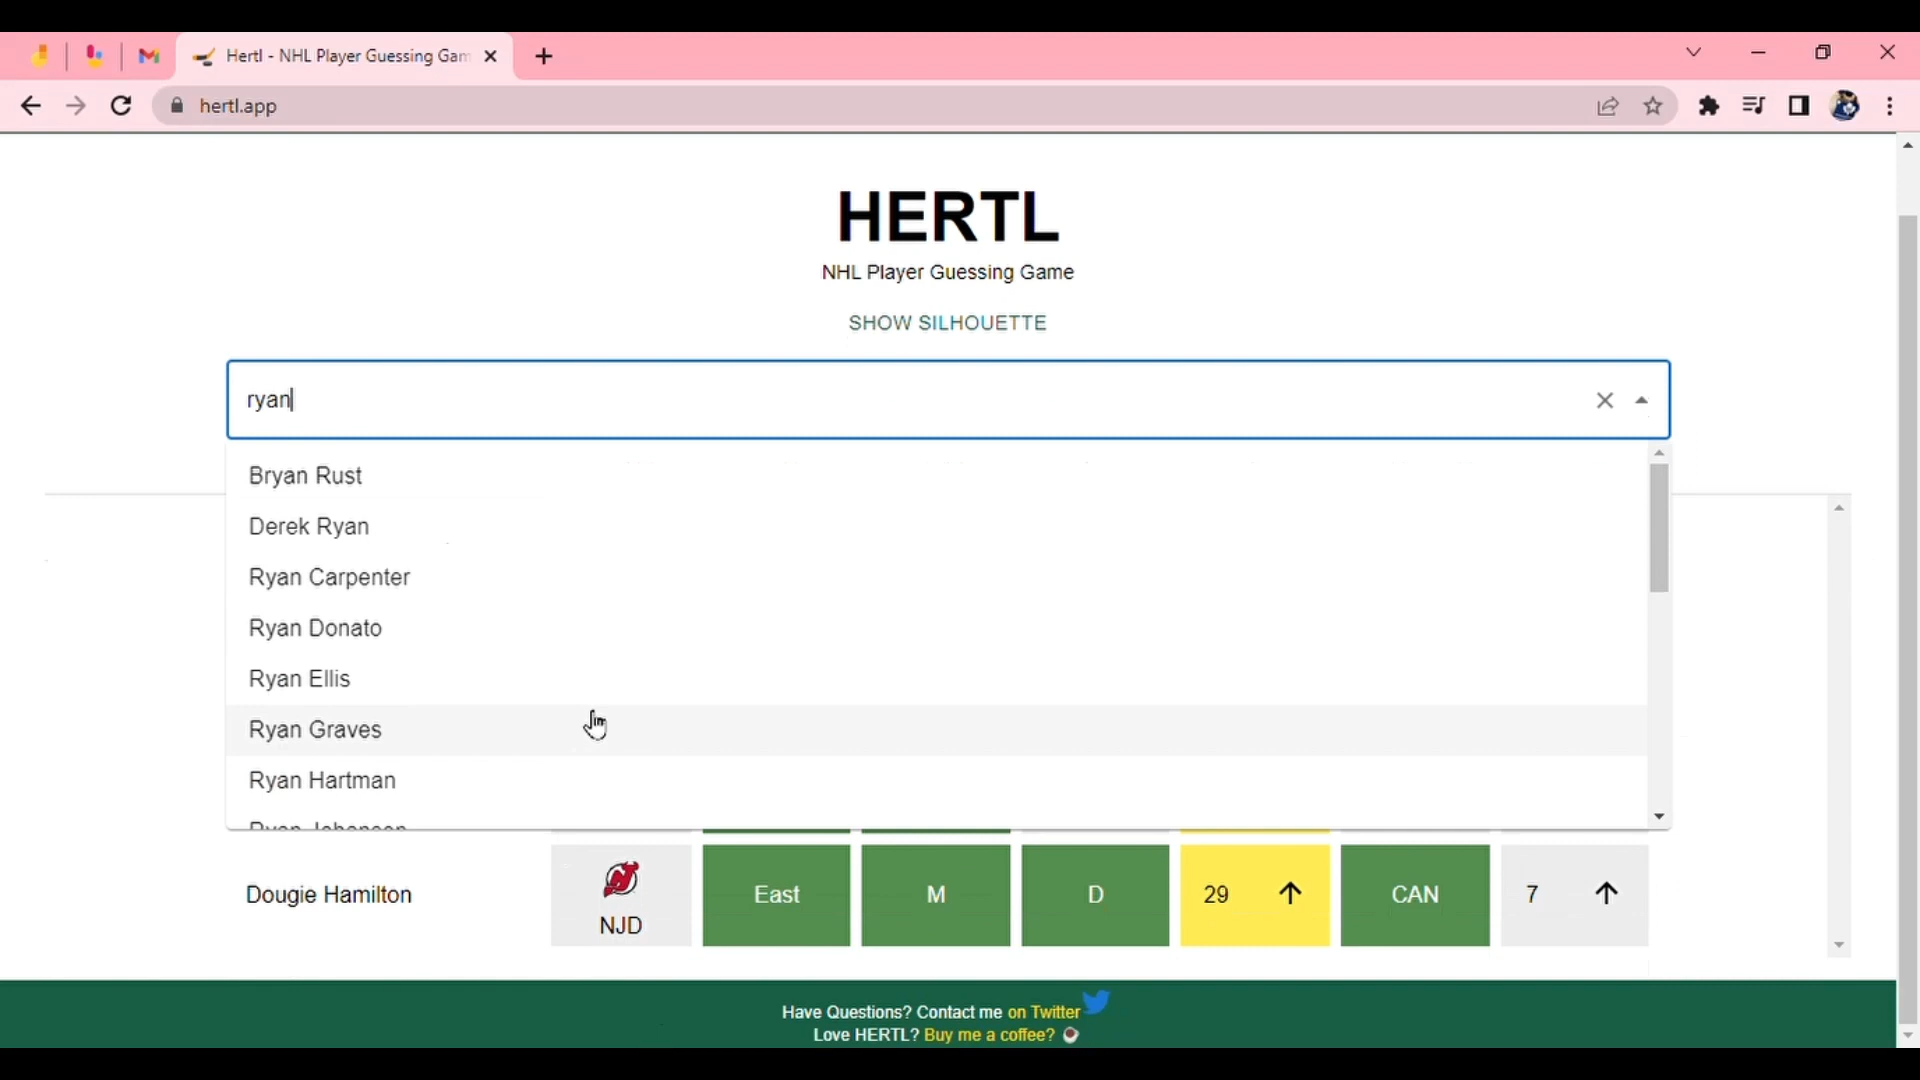 Hertl - NHL Player Guessing Gam
hertl.app
HERTL
NHL Player Guessing Game
SHOW SILHOUETTE
ryan
Bryan Rust
Derek Ryan
Ryan Carpenter
Ryan Donato
Ryan Ellis
Ryan Graves
Ryan Hartman
Dougie Hamilton NJD East M D 29 ↑ CAN 7 ↑
Have Questions? Contact me on Twitter
Love HERTL? Buy me a coffee?